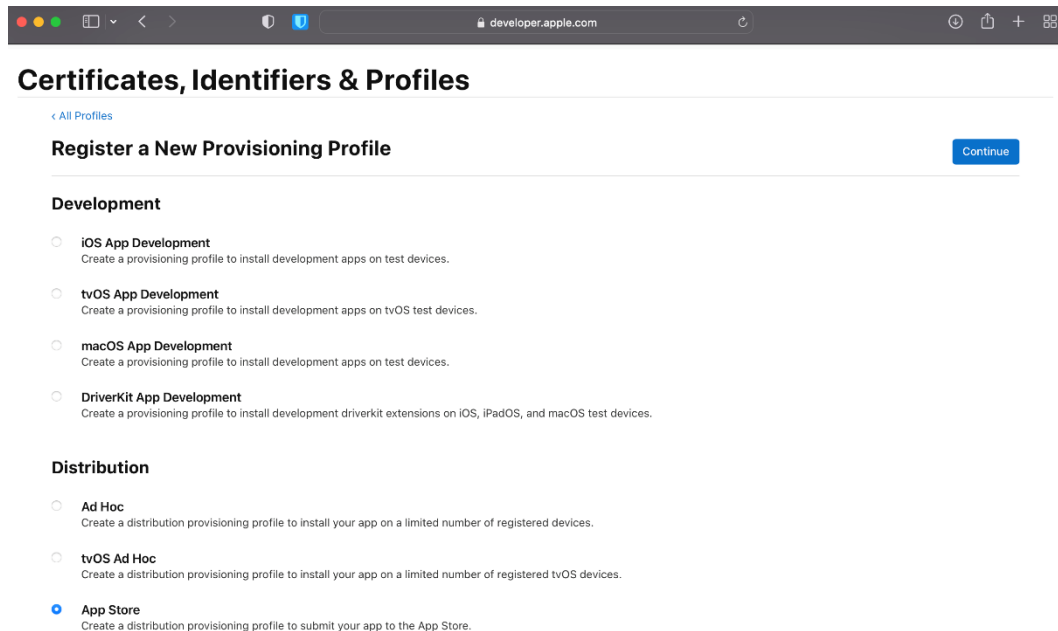 developer.apple.com
Certificates, Identifiers & Profiles
‹ All Profiles
Register a New Provisioning Profile
Continue
Development
iOS App Development
Create a provisioning profile to install development apps on test devices.
tvOS App Development
Create a provisioning profile to install development apps on tvOS test devices.
macOS App Development
Create a provisioning profile to install development apps on test devices.
DriverKit App Development
Create a provisioning profile to install development driverkit extensions on iOS, iPadOS, and macOS test devices.
Distribution
Ad Hoc
Create a distribution provisioning profile to install your app on a limited number of registered devices.
tvOS Ad Hoc
Create a distribution provisioning profile to install your app on a limited number of registered tvOS devices.
App Store
Create a distribution provisioning profile to submit your app to the App Store.